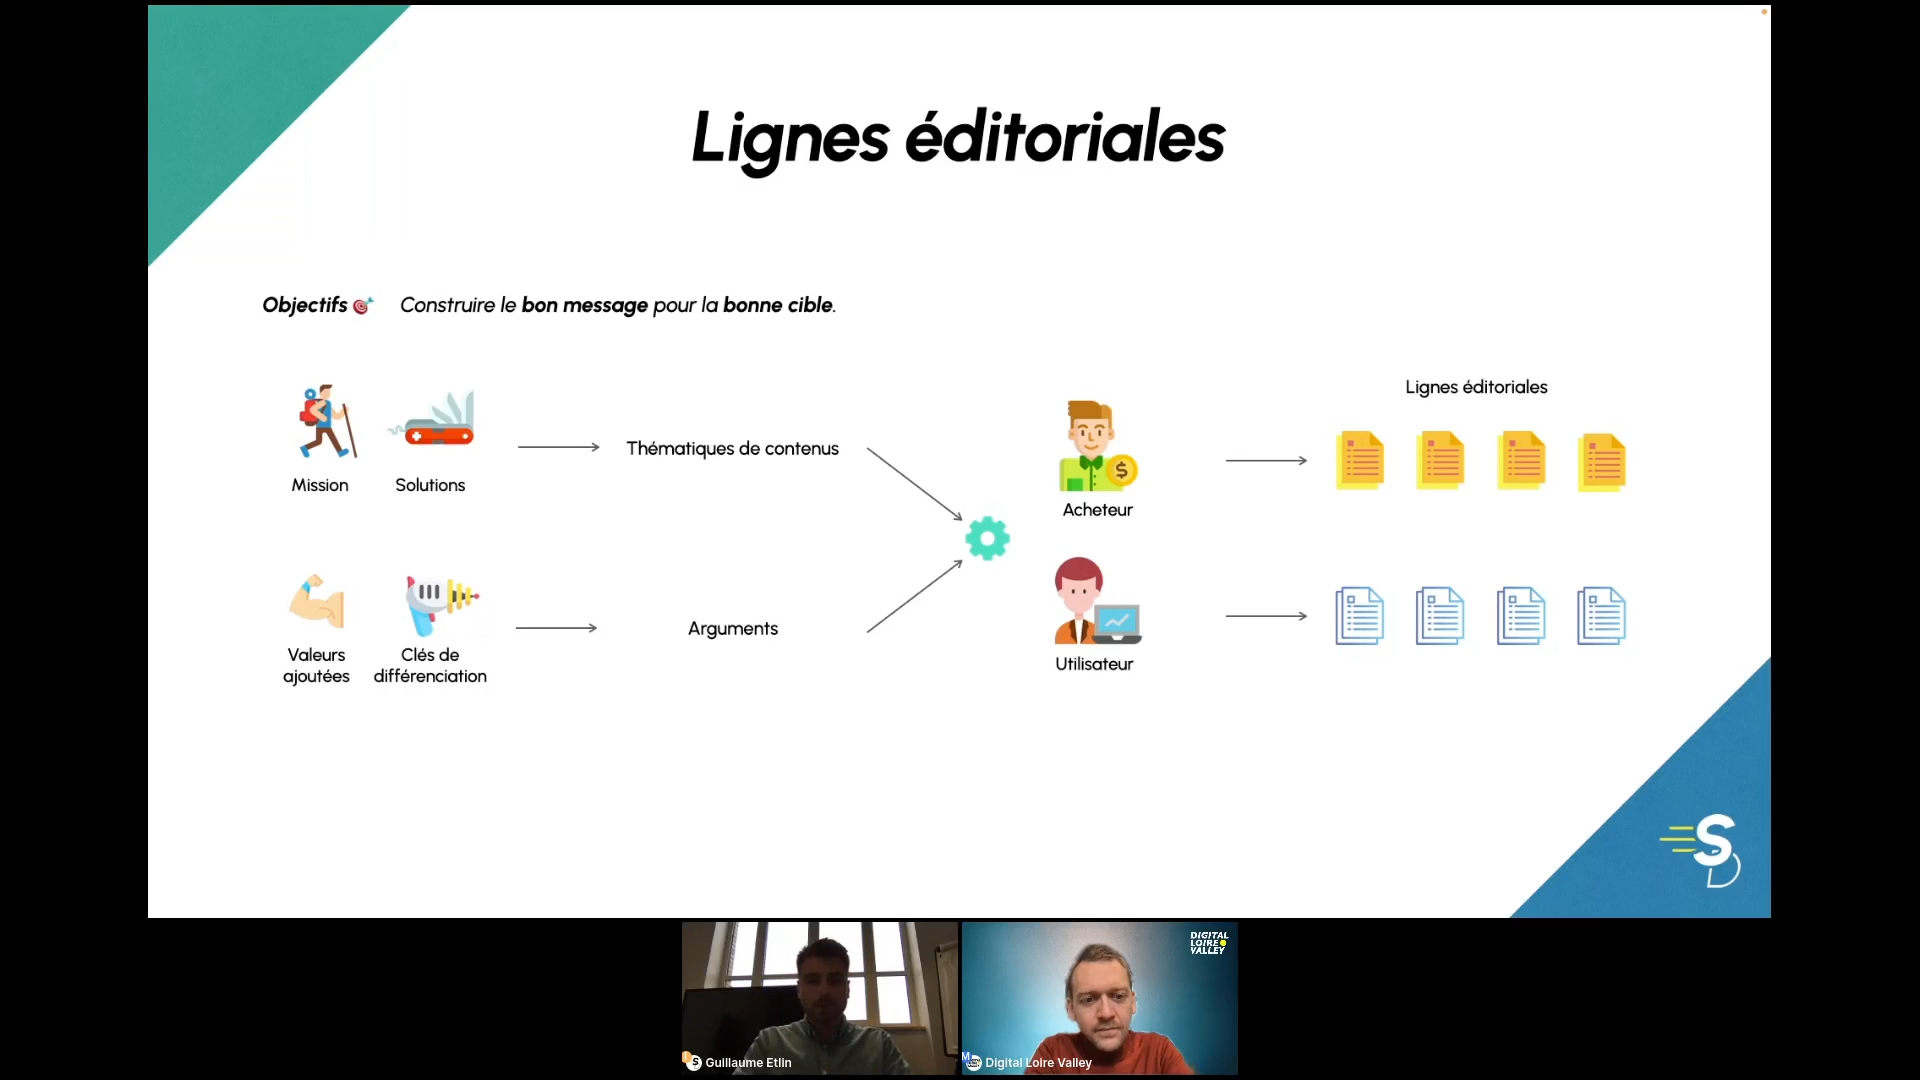 Lignes éditoriales
Objectifs 🎯 Construire le bon message pour la bonne cible.
Mission
Solutions
Thématiques de contenus
Valeurs
ajoutées
Clés de
différenciation
Arguments
$
Acheteur
Utilisateur
Lignes éditoriales
S
D
Guillaume Etlin
DIGITAL
LOIRE
VALLEY
Digital Loire Valley